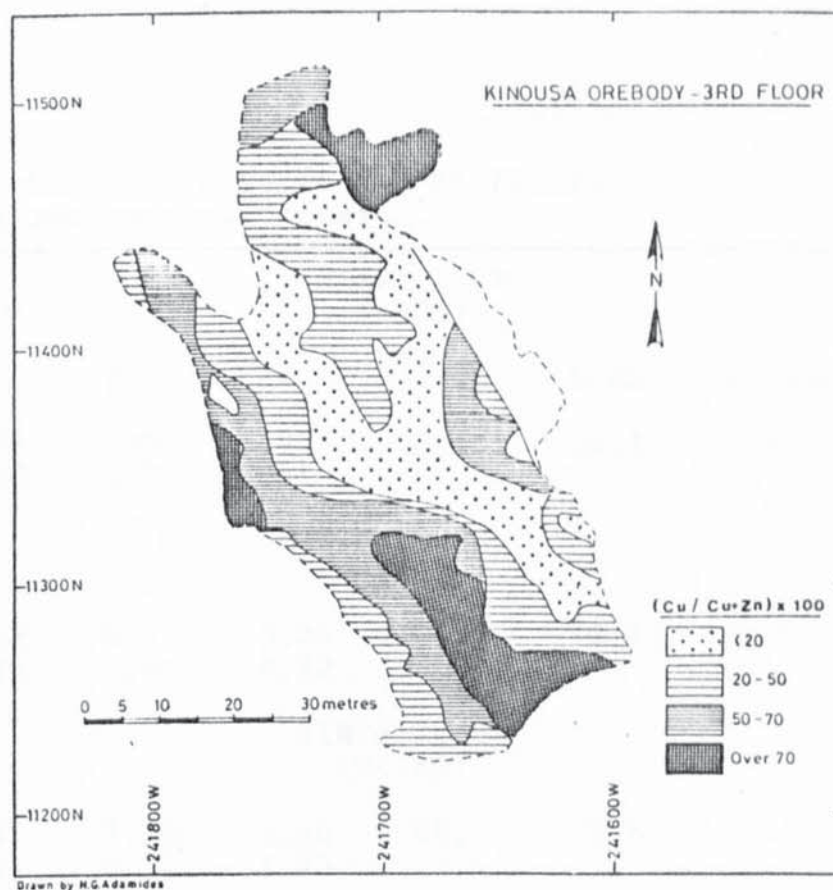 KINOUSA OREBODY - 3RD FLOOR
11500N
N
11400N
11300N
(Cu / Cu+Zn) x 100
<20
20 - 50
50 - 70
Over 70
0 5 10 20 30 metres
11200N
241800W
241700W
241600W
Drawn by H.G.Adamides